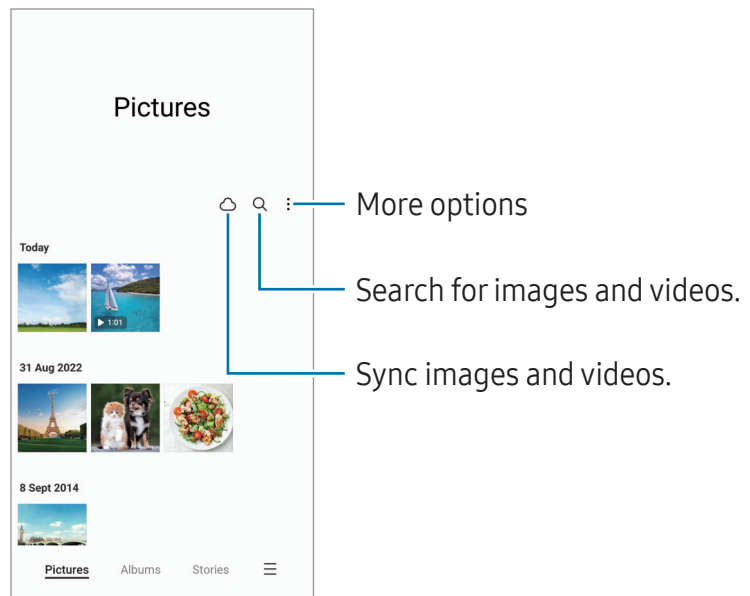 Pictures
More options
Today
Search for images and videos.
1:01
31 Aug 2022
Sync images and videos.
8 Sept 2014
Pictures Albums Stories